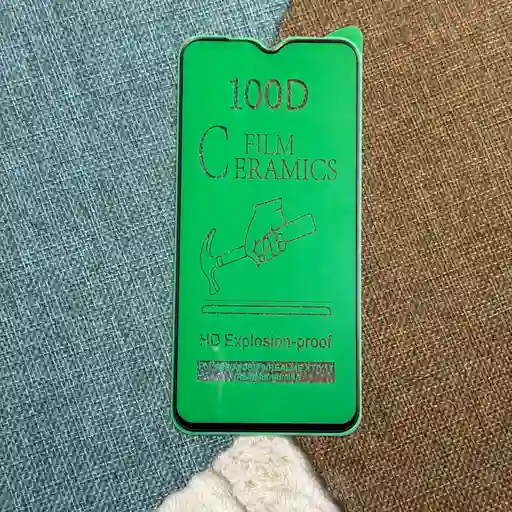 100D
FILM
CERAMICS
HD Explosion-proof